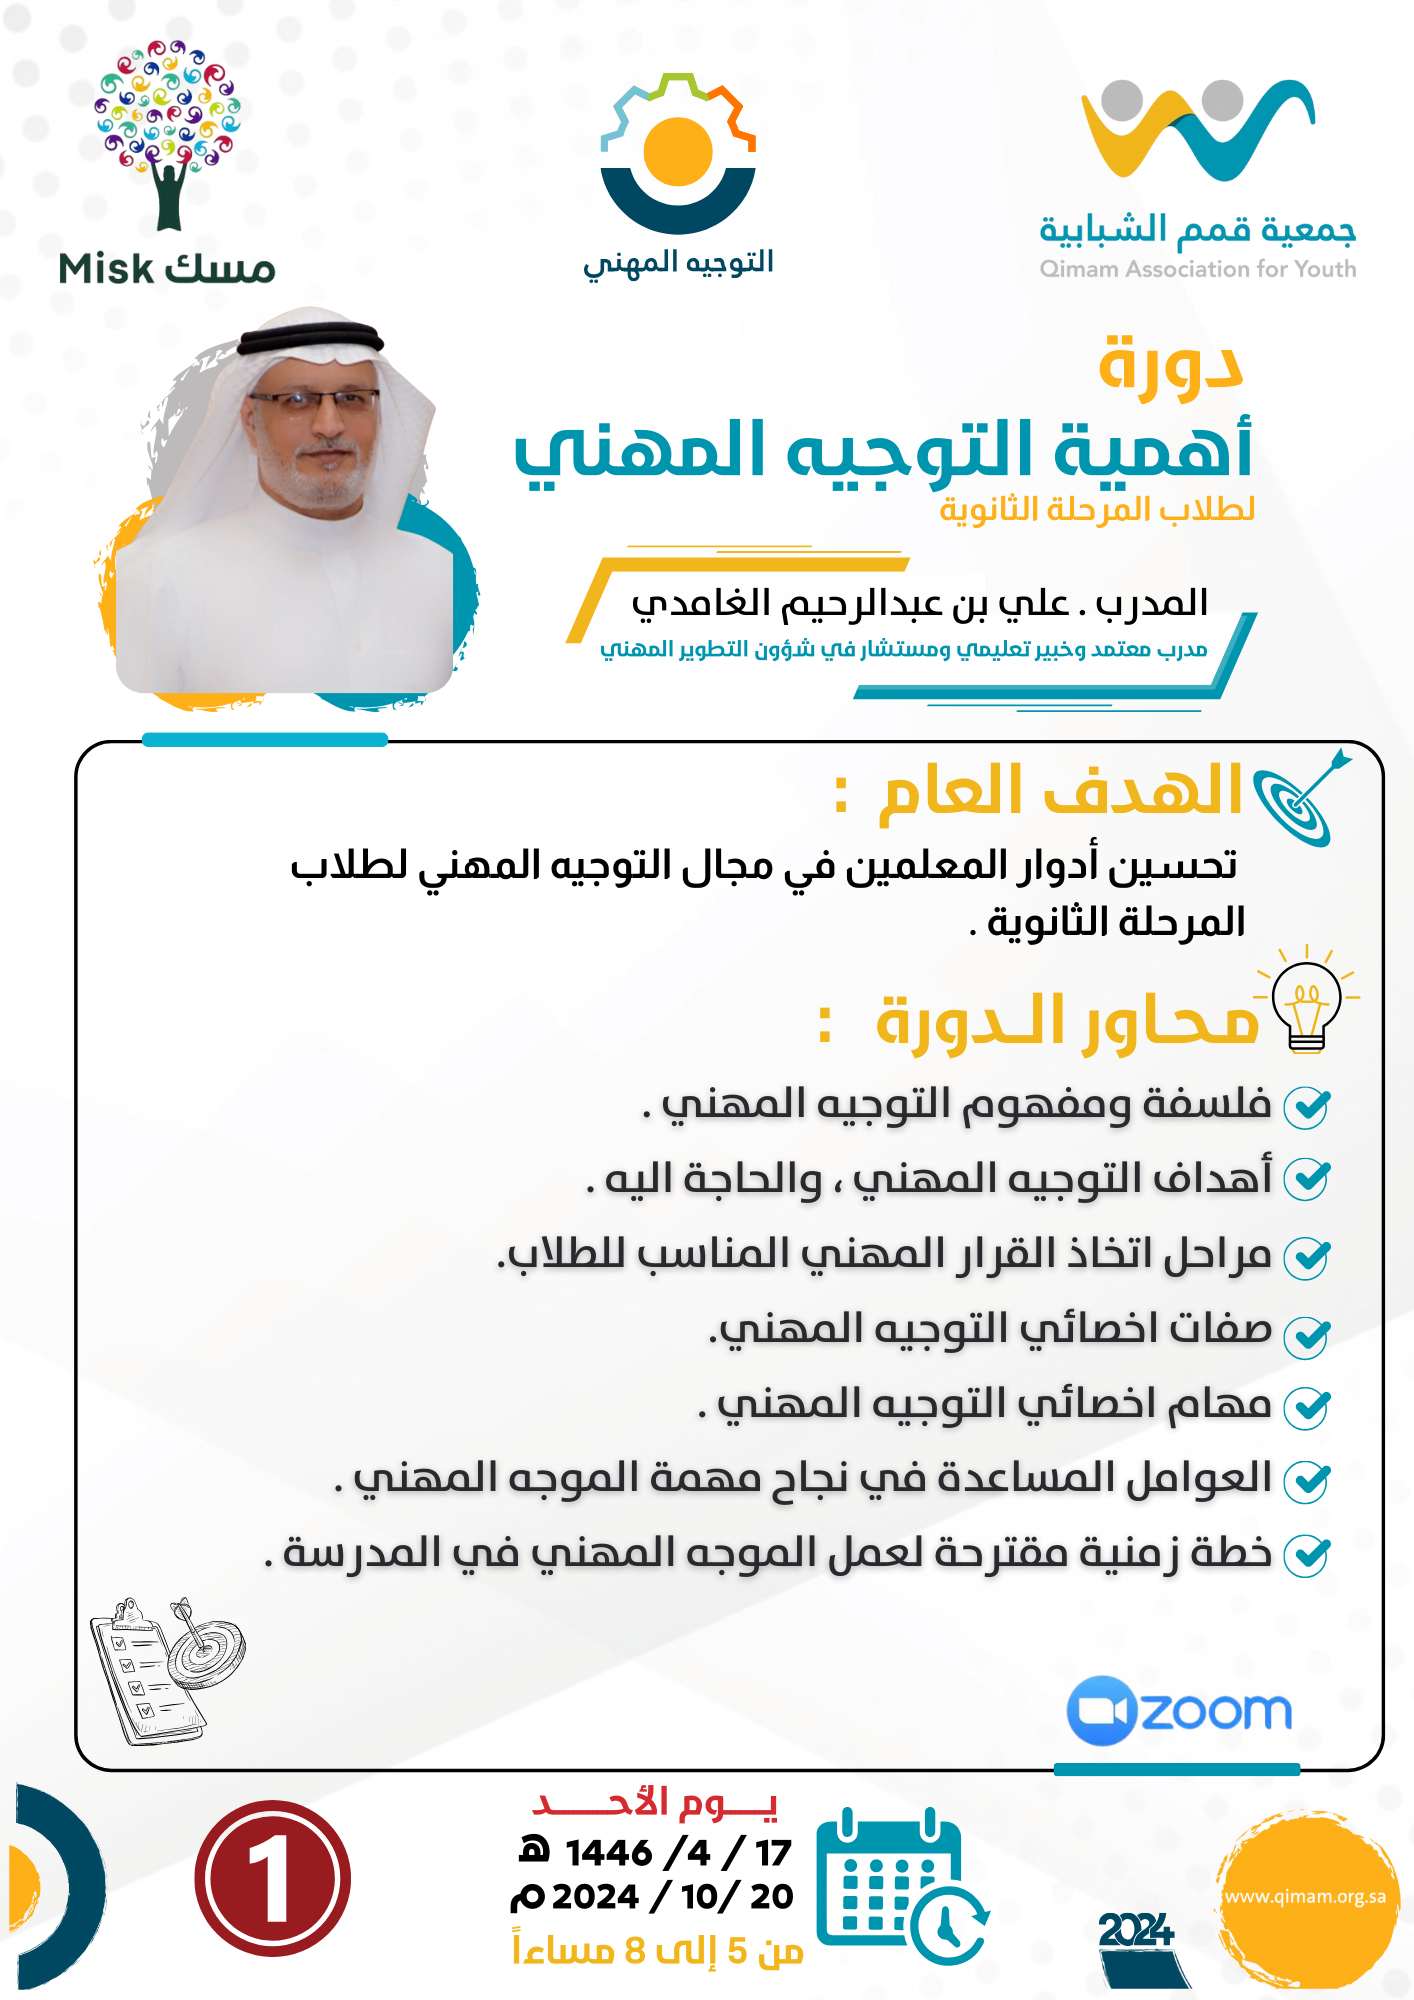 جمعية قمم الشبابية
Qimam Association for Youth
التوجيه المهني
مسك Misk
دورة
أهمية التوجيه المهني
لطلاب المرحلة الثانوية
المدرب . علي بن عبدالرحيم الغامدي
مدرب معتمد وخبير تعليمي ومستشار في شؤون التطوير المهني
الهدف العام :
تحسين أدوار المعلمين في مجال التوجيه المهني لطلاب
المرحلة الثانوية .
محاور الـدورة :
فلسفة ومفهوم التوجيه المهني .
أهداف التوجيه المهني ، والحاجة اليه .
مراحل اتخاذ القرار المهني المناسب للطلاب.
صفات اخصائي التوجيه المهني.
مهام اخصائي التوجيه المهني .
العوامل المساعدة في نجاح مهمة الموجه المهني .
خطة زمنية مقترحة لعمل الموجه المهني في المدرسة .
zoom
يـــوم الأحـــــد
17 / 4/ 1446 هـ
20 /10 / 2024 م
من 5 إلى 8 مساءاً
1
2024
www.qimam.org.sa